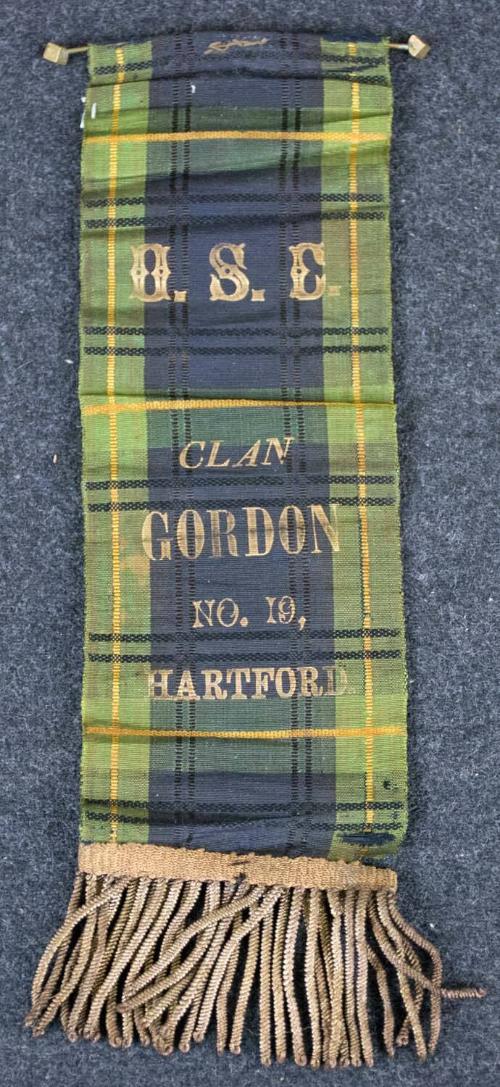 O. S. C.
CLAN
GORDON
NO. 19,
HARTFORD.